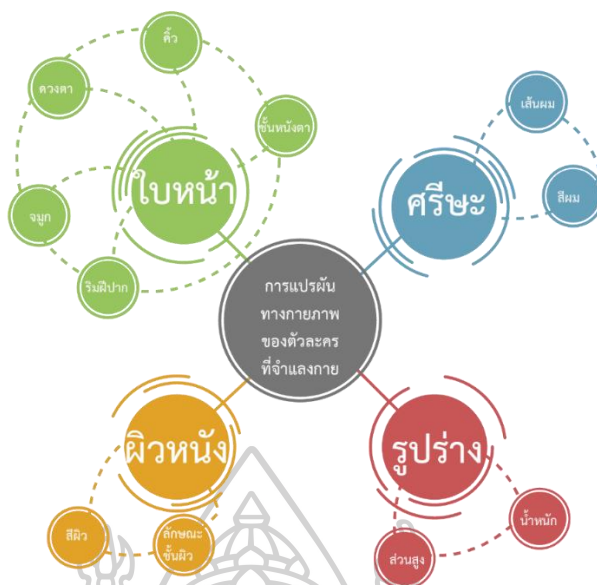 คิ้ว
ดวงตา
ชั้นหนังตา
ใบหน้า
จมูก
ริมฝีปาก
เส้นผม
ศรีษะ
สีผม
การแปรผัน
ทางกายภาพ
ของตัวละคร
ที่จำแลงกาย
ผิวหนัง
สีผิว
ลักษณะ
ชั้นผิว
รูปร่าง
น้ำหนัก
ส่วนสูง